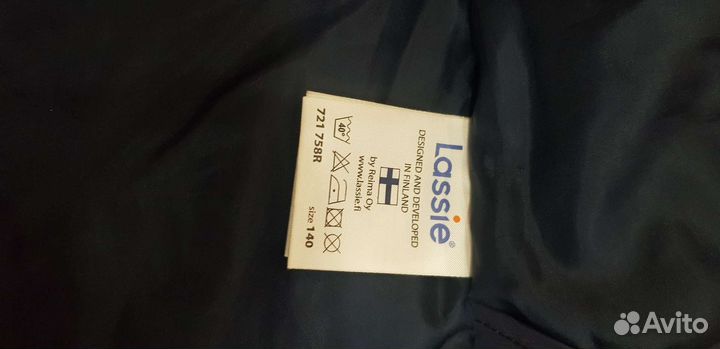 Lassie®
DESIGNED AND DEVELOPED
IN FINLAND
by Reima Oy
www.lassie.fi
40°
721 758R
size 140
Avito